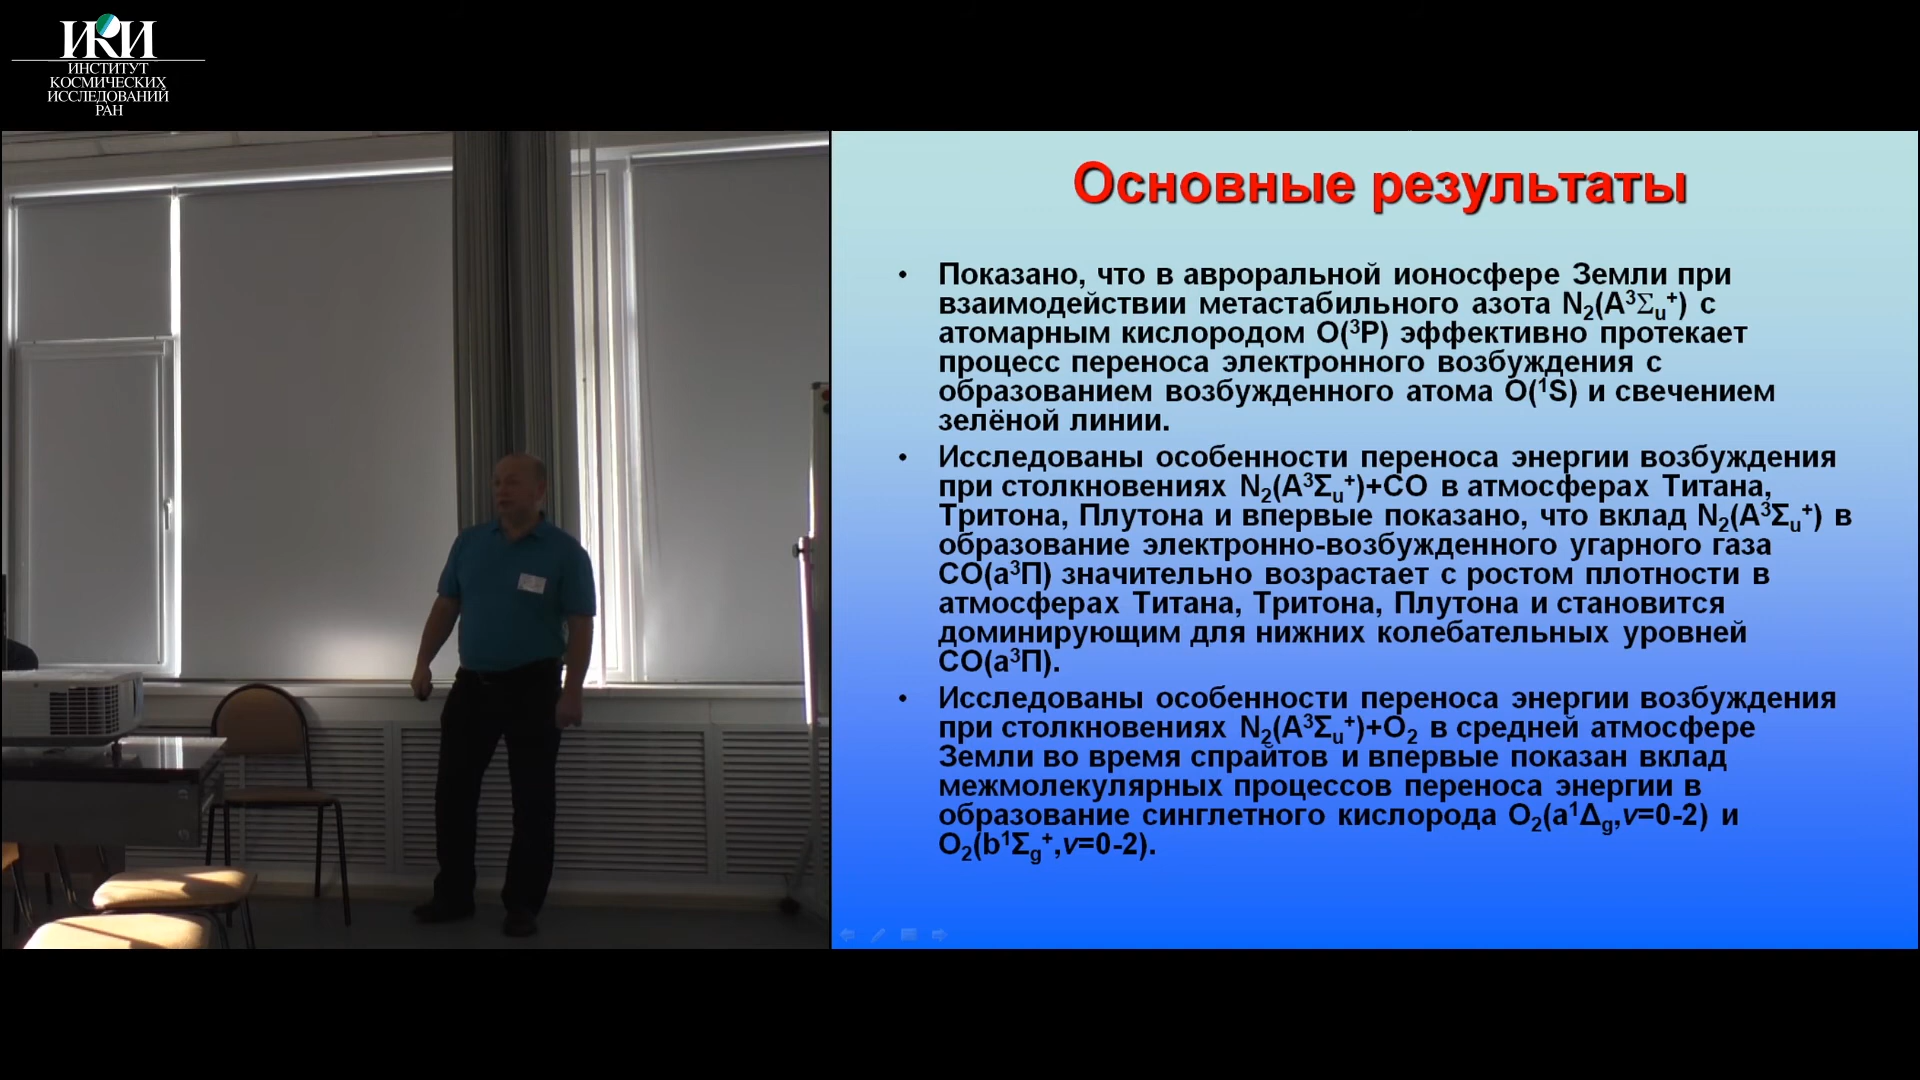 ИКИ
ИНСТИТУТ
КОСМИЧЕСКИХ
ИССЛЕДОВАНИЙ
РАН
Основные результаты
• Показано, что в авроральной ионосфере Земли при
взаимодействии метастабильного азота N₂(A³Σᵤ⁺) с
атомарным кислородом O(³P) эффективно протекает
процесс переноса электронного возбуждения с
образованием возбужденного атома O(¹S) и свечением
зелёной линии.
• Исследованы особенности переноса энергии возбуждения
при столкновениях N₂(A³Σᵤ⁺)+CO в атмосферах Титана,
Тритона, Плутона и впервые показано, что вклад N₂(A³Σᵤ⁺) в
образование электронно-возбужденного угарного газа
CO(a³П) значительно возрастает с ростом плотности в
атмосферах Титана, Тритона, Плутона и становится
доминирующим для нижних колебательных уровней
CO(a³П).
• Исследованы особенности переноса энергии возбуждения
при столкновениях N₂(A³Σᵤ⁺)+O₂ в средней атмосфере
Земли во время спрайтов и впервые показан вклад
межмолекулярных процессов переноса энергии в
образование синглетного кислорода O₂(a¹Δg,v=0-2) и
O₂(b¹Σg⁺,v=0-2).